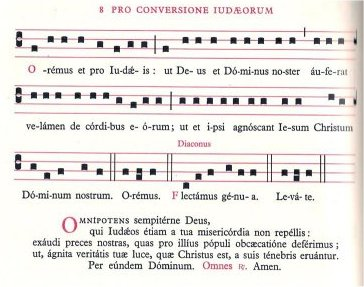 8 PRO CONVERSIONE IUDÆORUM
O - rémus et pro Iu-dǽ- is : ut De- us et Dó-mi-nus no-ster áu-fe-rat
ve-lámen de córdi-bus e- ó-rum ; ut et i-psi agnóscant Ie-sum Christum
Diaconus
Dó-mi-num nostrum. O-rémus. Flectámus gé-nu- a. Le-vá- te.
OMNÍPOTENS sempitérne Deus,
qui Iudǽos étiam a tua misericórdia non repéllis :
exáudi preces nostras, quas pro illíus pópuli obcæcatióne deférimus ;
ut, ágnita veritátis tuæ luce, quæ Christus est, a suis ténebris eruántur.
Per eúndem Dóminum. Omnes ℟. Amen.